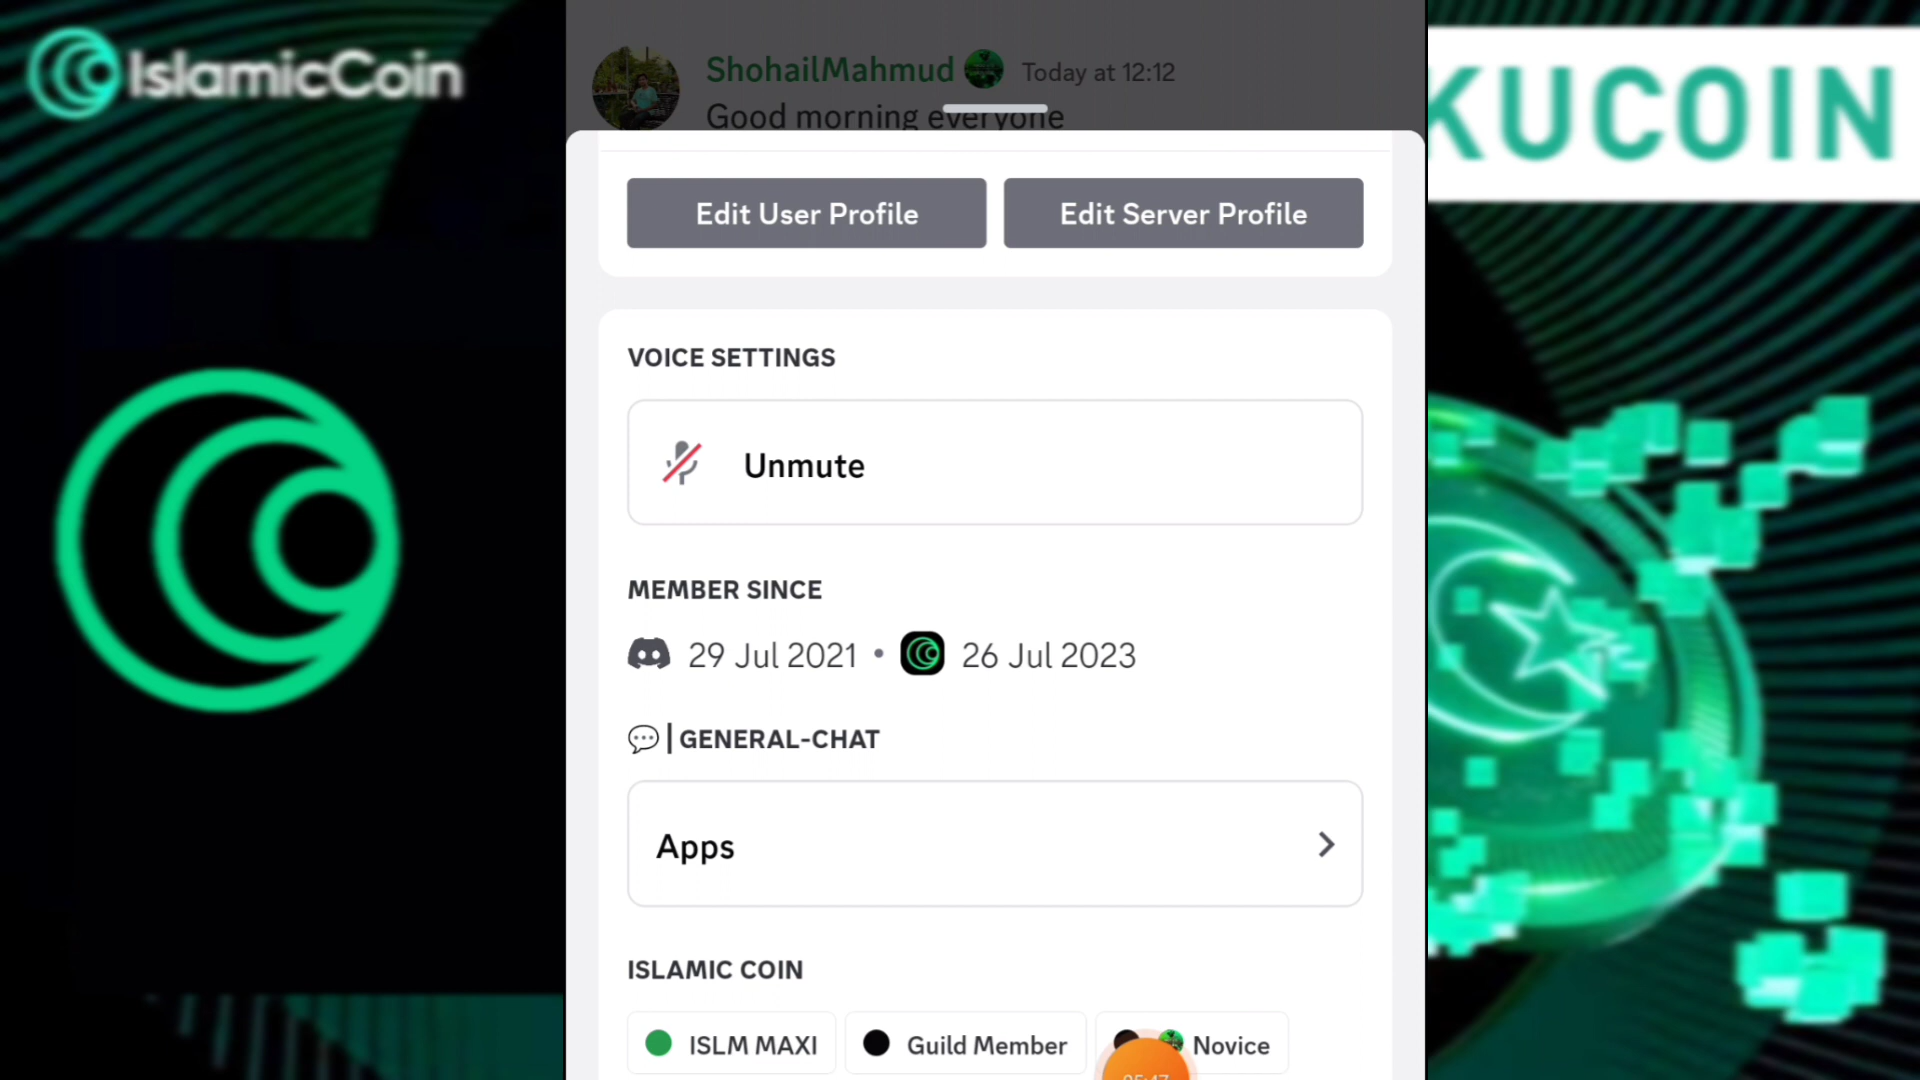 IslamicCoin
ShohailMahmud Today at 12:12
Good morning everyone
KUCOIN
Edit User Profile
Edit Server Profile
VOICE SETTINGS
Unmute
MEMBER SINCE
29 Jul 2021 • 26 Jul 2023
💬 | GENERAL-CHAT
Apps
ISLAMIC COIN
ISLM MAXI
Guild Member
Novice